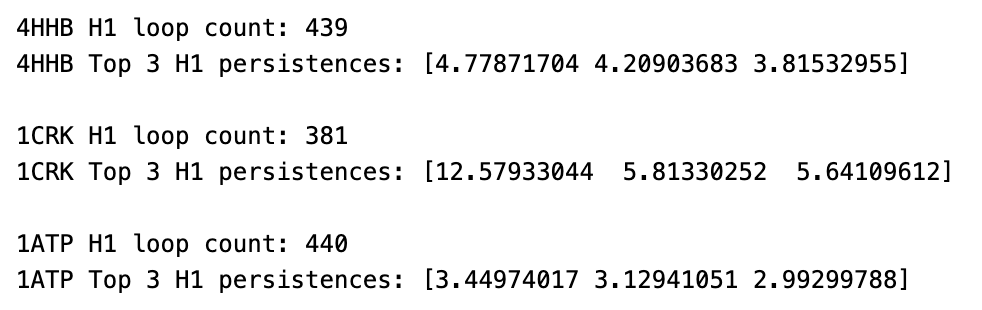 4HHB H1 loop count: 439
4HHB Top 3 H1 persistences: [4.77871704 4.20903683 3.81532955]
1CRK H1 loop count: 381
1CRK Top 3 H1 persistences: [12.57933044  5.81330252  5.64109612]
1ATP H1 loop count: 440
1ATP Top 3 H1 persistences: [3.44974017 3.12941051 2.99299788]